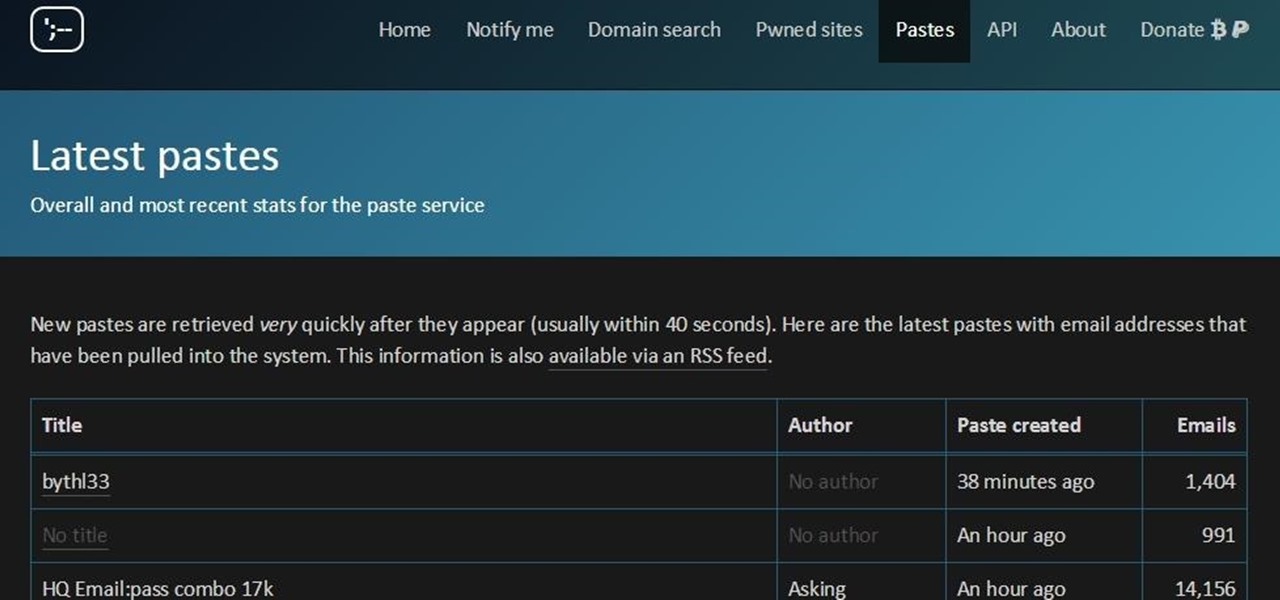 ';--
Home Notify me Domain search Pwned sites Pastes API About Donate
Latest pastes
Overall and most recent stats for the paste service
New pastes are retrieved very quickly after they appear (usually within 40 seconds). Here are the latest pastes with email addresses that
have been pulled into the system. This information is also available via an RSS feed.
Title Author Paste created Emails
bythl33 No author 38 minutes ago 1,404
No title No author An hour ago 991
HQ Email:pass combo 17k Asking An hour ago 14,156